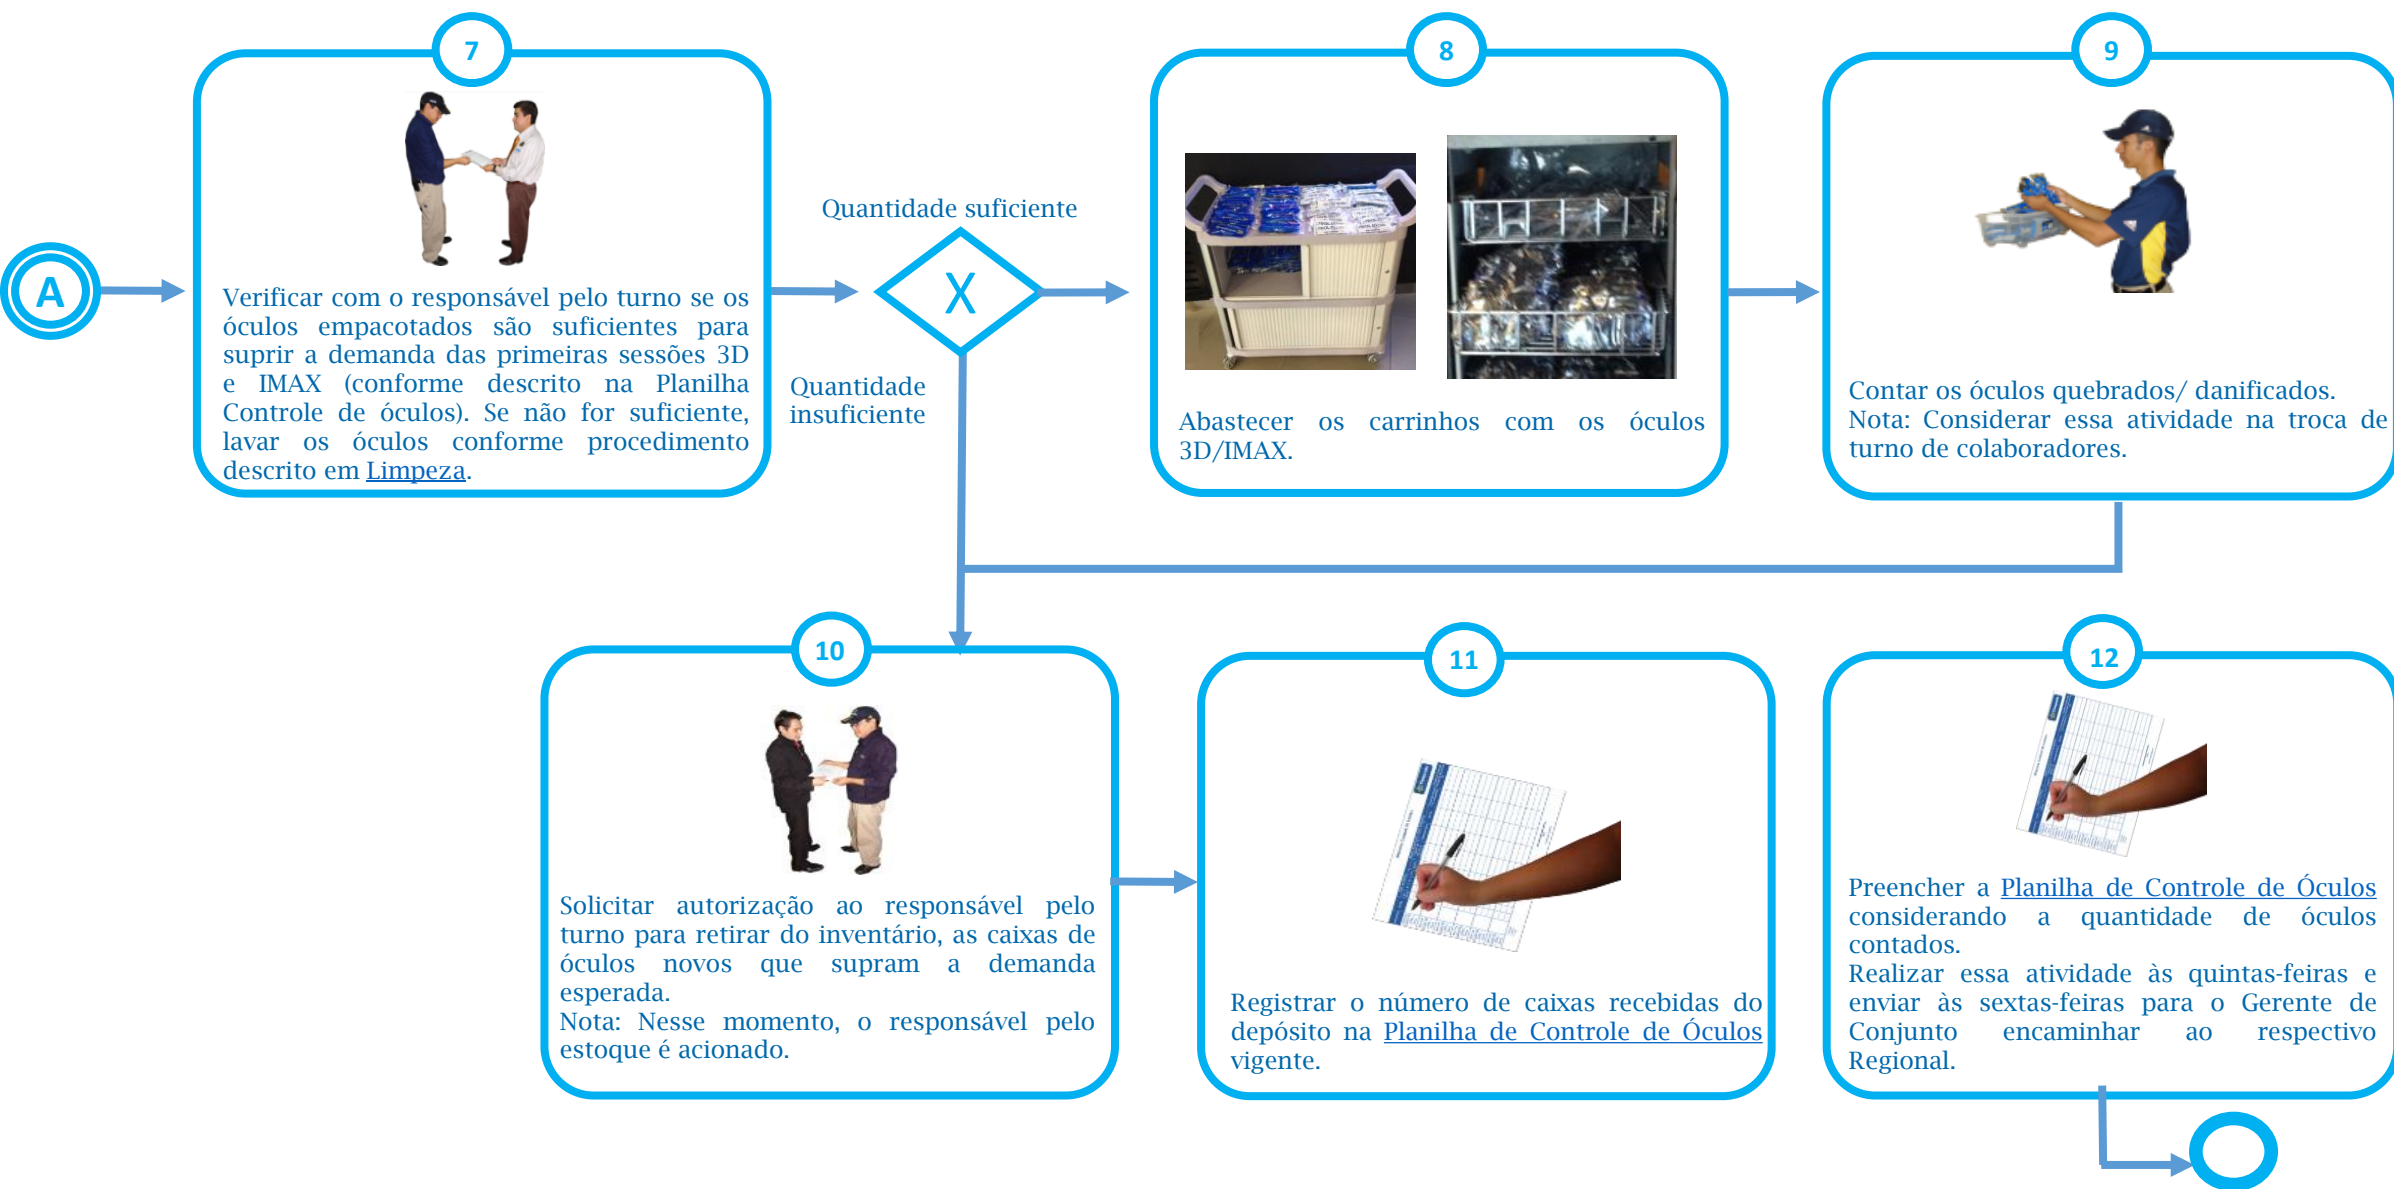 7
8
9
A
Verificar com o responsável pelo turno se os
óculos empacotados são suficientes para
suprir a demanda das primeiras sessões 3D
e IMAX (conforme descrito na Planilha
Controle de óculos). Se não for suficiente,
lavar os óculos conforme procedimento
descrito em Limpeza.
Quantidade suficiente
X
Quantidade
insuficiente
Abastecer os carrinhos com os óculos
3D/IMAX.
Contar os óculos quebrados/ danificados.
Nota: Considerar essa atividade na troca de
turno de colaboradores.
10
11
12
Solicitar autorização ao responsável pelo
turno para retirar do inventário, as caixas de
óculos novos que supram a demanda
esperada.
Nota: Nesse momento, o responsável pelo
estoque é acionado.
Registrar o número de caixas recebidas do
depósito na Planilha de Controle de Óculos
vigente.
Preencher a Planilha de Controle de Óculos
considerando a quantidade de óculos
contados.
Realizar essa atividade às quintas-feiras e
enviar às sextas-feiras para o Gerente de
Conjunto encaminhar ao respectivo
Regional.